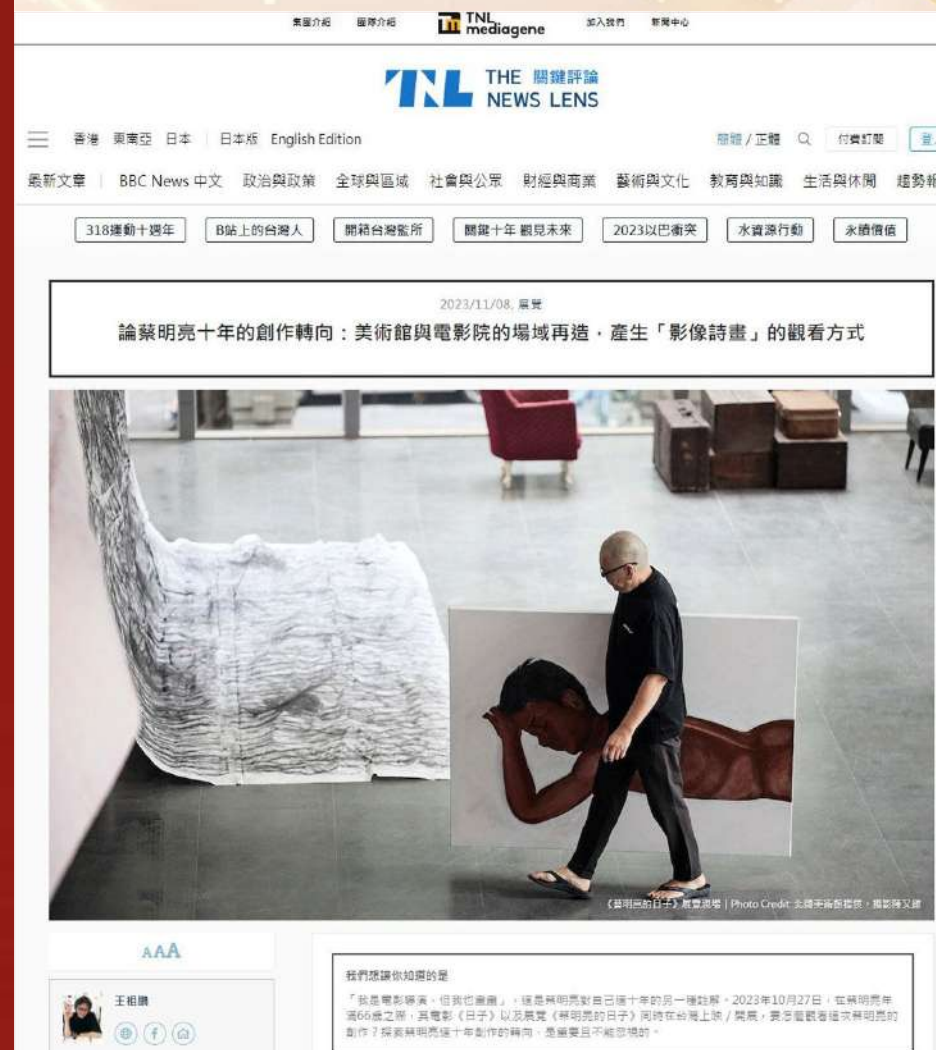 集團介紹 團隊介紹 TNL mediagene 加入我們 新聞中心
TNL THE 關鍵評論
NEWS LENS
香港 東南亞 日本 | 日本版 English Edition 簡體 / 正體 付費訂閱
最新文章 | BBC News 中文 政治與政策 全球與區域 社會與公眾 財經與商業 藝術與文化 教育與知識 生活與休閒 趨勢報
318運動十週年 B站上的台灣人 開箱台灣監所 關鍵十年 觀見未來 2023以巴衝突 水資源行動 永續價值
2023/11/08, 展覽
論蔡明亮十年的創作轉向：美術館與電影院的場域再造，產生「影像詩畫」的觀看方式
《蔡明亮的日子》展覽現場 | Photo Credit: 北師美術館提供，攝影陳又維
AAA
王祖鵬
我們想讓你知道的是
「我是電影導演，但我也畫畫」，這是蔡明亮對自己這十年的另一種註解。2023年10月27日，在蔡明亮年
滿66歲之際，其電影《日子》以及展覽《蔡明亮的日子》同時在台灣上映／開展，要怎麼觀看這次蔡明亮的
創作？探索蔡明亮這十年創作的轉向，是重要且不能忽視的。